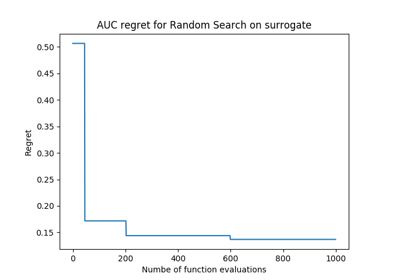 AUC regret for Random Search on surrogate
0.50
0.45
0.40
0.35
0.30
0.25
0.20
0.15
Regret
0 200 400 600 800 1000
Numbe of function evaluations